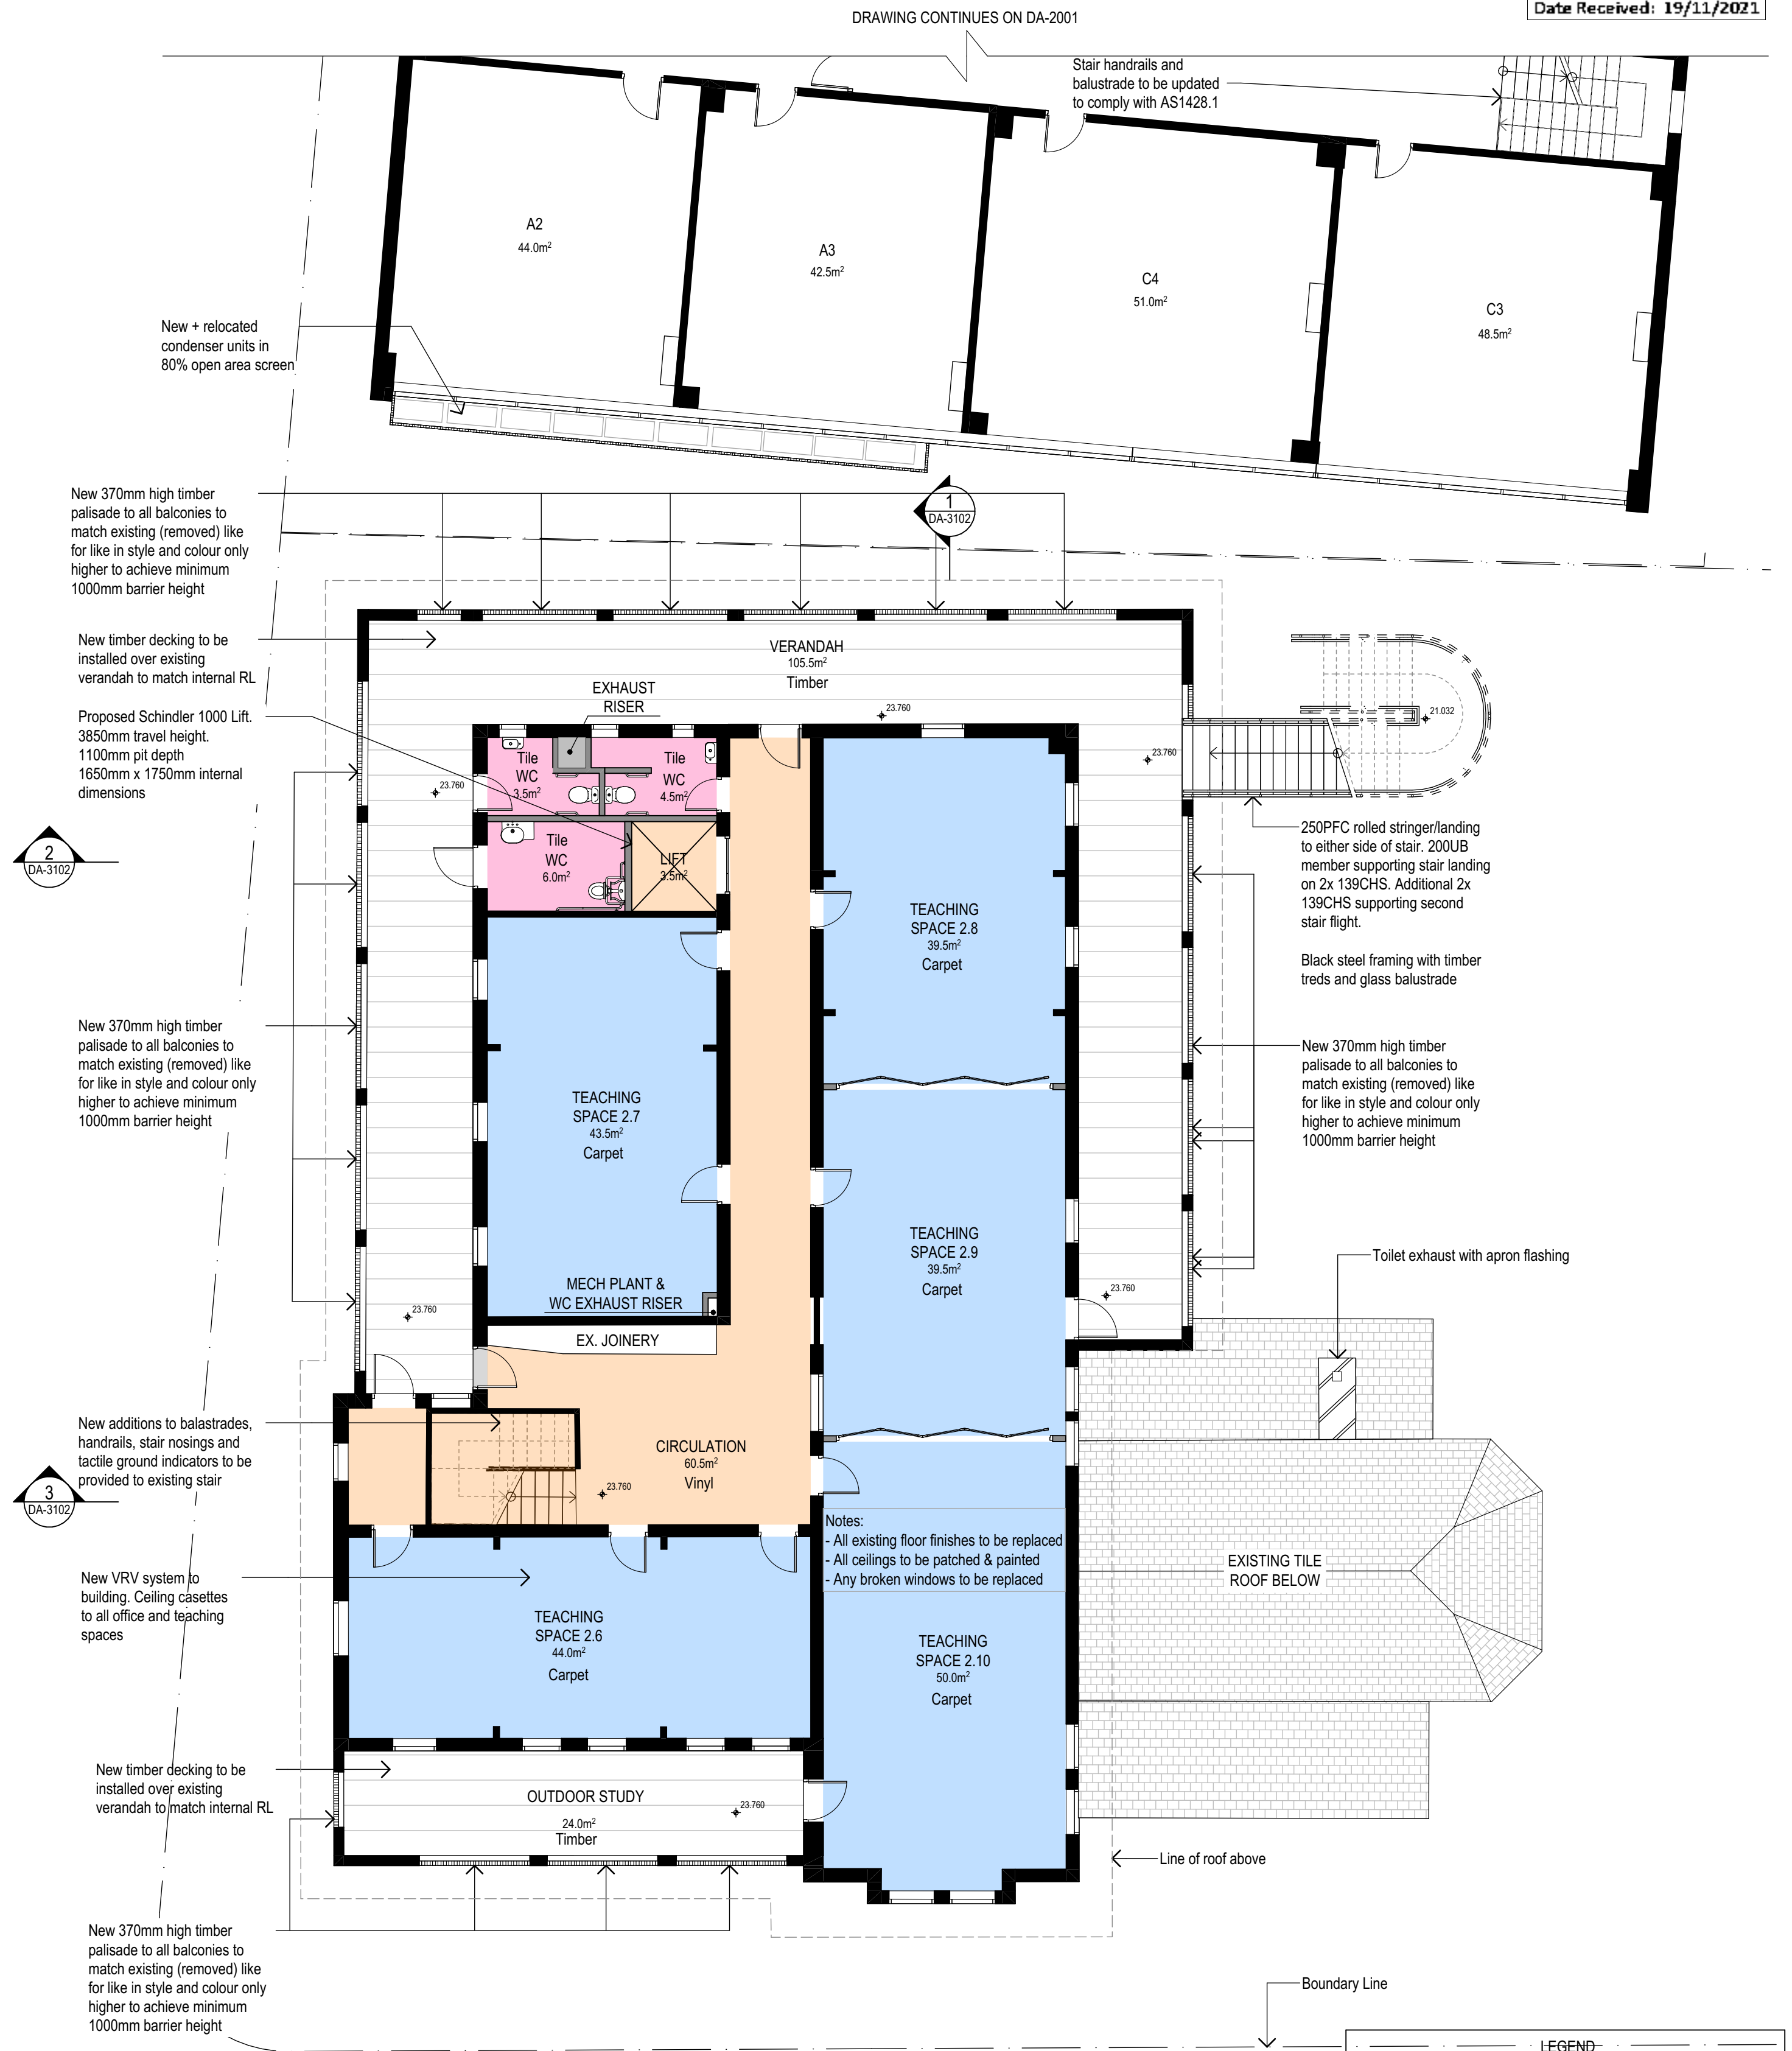 Date Received: 19/11/2021
DRAWING CONTINUES ON DA-2001
Stair handrails and
balustrade to be updated
to comply with AS1428.1
A2
44.0m²
A3
42.5m²
C4
51.0m²
C3
48.5m²
New + relocated
condenser units in
80% open area screen
New 370mm high timber
palisade to all balconies to
match existing (removed) like
for like in style and colour only
higher to achieve minimum
1000mm barrier height
1
DA-3102
New timber decking to be
installed over existing
verandah to match internal RL
VERANDAH
105.5m²
Timber
EXHAUST
RISER
23.760
21.032
Proposed Schindler 1000 Lift.
3850mm travel height.
1100mm pit depth
1650mm x 1750mm internal
dimensions
Tile
WC
3.5m²
Tile
WC
4.5m²
23.760
23.760
2
DA-3102
Tile
WC
6.0m²
LIFT
3.5m²
250PFC rolled stringer/landing
to either side of stair. 200UB
member supporting stair landing
on 2x 139CHS. Additional 2x
139CHS supporting second
stair flight.
Black steel framing with timber
treds and glass balustrade
TEACHING
SPACE 2.8
39.5m²
Carpet
New 370mm high timber
palisade to all balconies to
match existing (removed) like
for like in style and colour only
higher to achieve minimum
1000mm barrier height
New 370mm high timber
palisade to all balconies to
match existing (removed) like
for like in style and colour only
higher to achieve minimum
1000mm barrier height
TEACHING
SPACE 2.7
43.5m²
Carpet
TEACHING
SPACE 2.9
39.5m²
Carpet
Toilet exhaust with apron flashing
MECH PLANT &
WC EXHAUST RISER
23.760
23.760
EX. JOINERY
New additions to balastrades,
handrails, stair nosings and
tactile ground indicators to be
provided to existing stair
3
DA-3102
CIRCULATION
60.5m²
Vinyl
23.760
Notes:
- All existing floor finishes to be replaced
- All ceilings to be patched & painted
- Any broken windows to be replaced
EXISTING TILE
ROOF BELOW
New VRV system to
building. Ceiling casettes
to all office and teaching
spaces
TEACHING
SPACE 2.6
44.0m²
Carpet
TEACHING
SPACE 2.10
50.0m²
Carpet
New timber decking to be
installed over existing
verandah to match internal RL
OUTDOOR STUDY
24.0m²
Timber
23.760
Line of roof above
New 370mm high timber
palisade to all balconies to
match existing (removed) like
for like in style and colour only
higher to achieve minimum
1000mm barrier height
Boundary Line
LEGEND